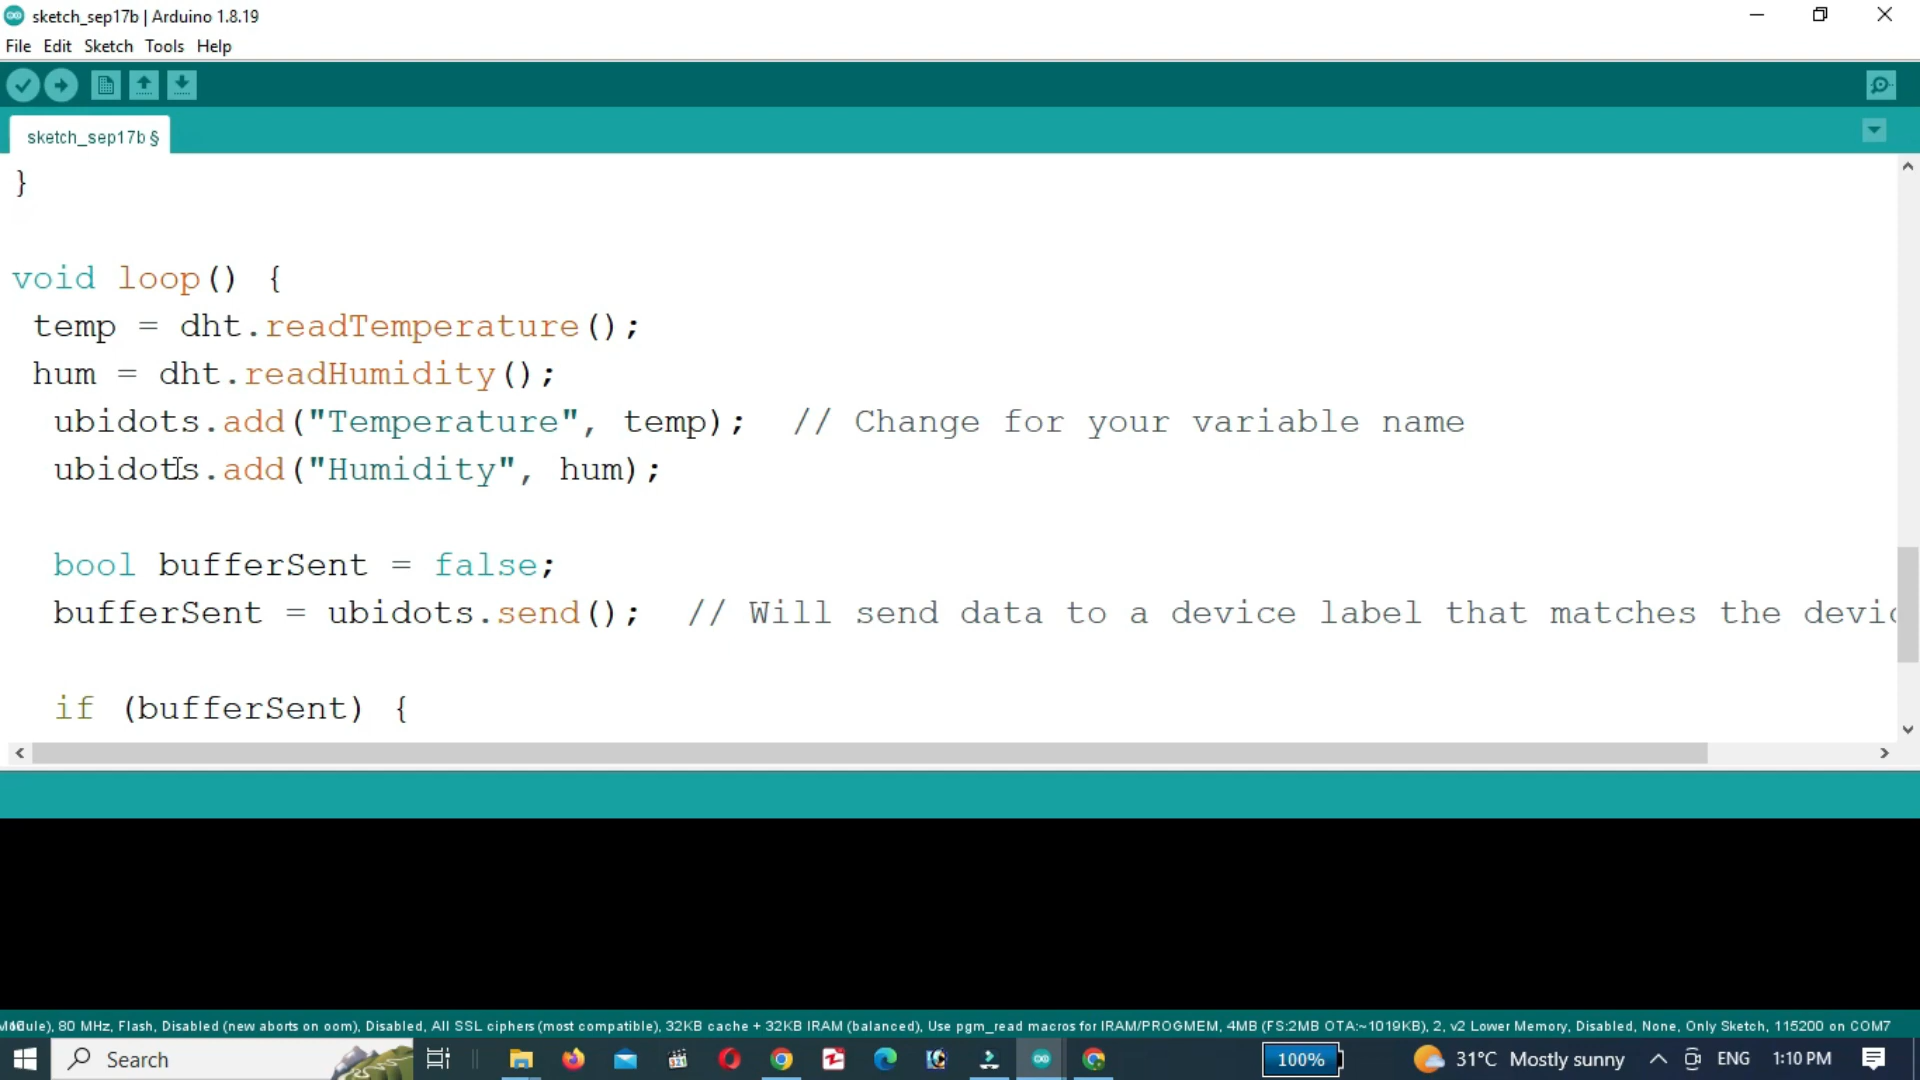 sketch_sep17b | Arduino 1.8.19
File Edit Sketch Tools Help
sketch_sep17b §
}
void loop() {
temp = dht.readTemperature();
hum = dht.readHumidity();
ubidots.add("Temperature", temp); // Change for your variable name
ubidots.add("Humidity", hum);
bool bufferSent = false;
bufferSent = ubidots.send(); // Will send data to a device label that matches the devic
if (bufferSent) {
80 MHz, Flash, Disabled (new aborts on oom), Disabled, All SSL ciphers (most compatible), 32KB cache + 32KB IRAM (balanced), Use pgm_read macros for IRAM/PROGMEM, 4MB (FS:2MB OTA:~1019KB), 2, v2 Lower Memory, Disabled, None, Only Sketch, 115200 on COM7
Search 100% 31°C Mostly sunny ENG 1:10 PM